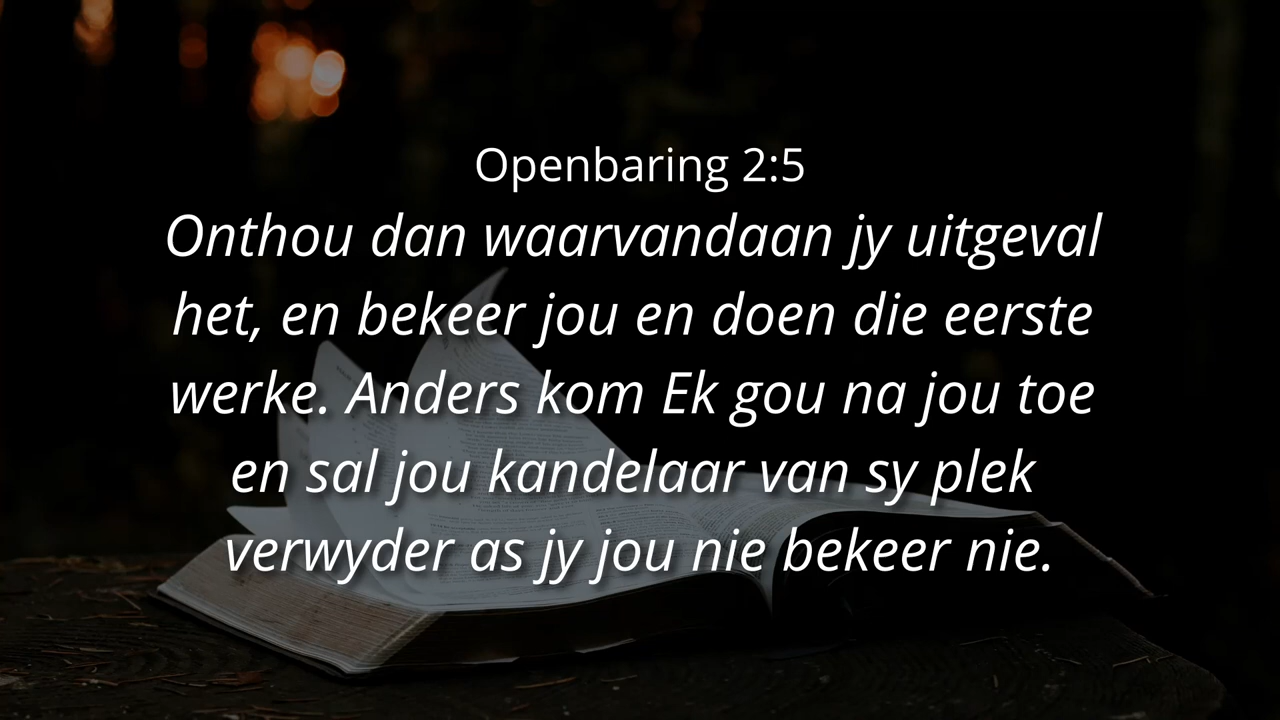 Openbaring 2:5
Onthou dan waarvandaan jy uitgeval
het, en bekeer jou en doen die eerste
werke. Anders kom Ek gou na jou toe
en sal jou kandelaar van sy plek
verwyder as jy jou nie bekeer nie.